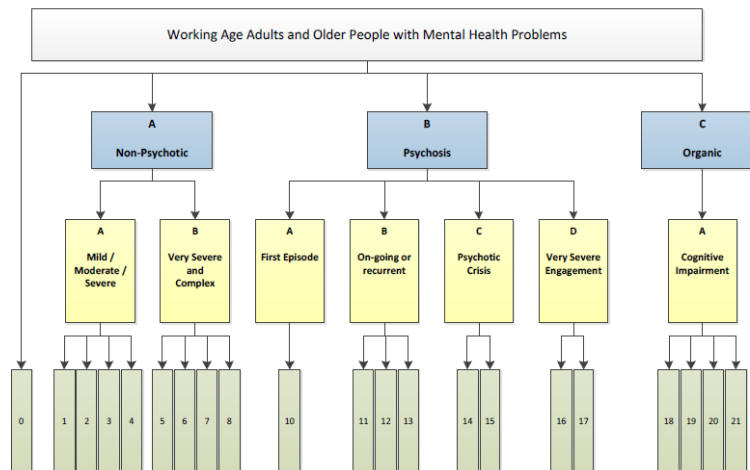 Working Age Adults and Older People with Mental Health Problems
A
Non-Psychotic
B
Psychosis
C
Organic
A
Mild /
Moderate /
Severe
B
Very Severe
and
Complex
A
First Episode
B
On-going or
recurrent
C
Psychotic
Crisis
D
Very Severe
Engagement
A
Cognitive
Impairment
0
1
2
3
4
5
6
7
8
10
11
12
13
14
15
16
17
18
19
20
21